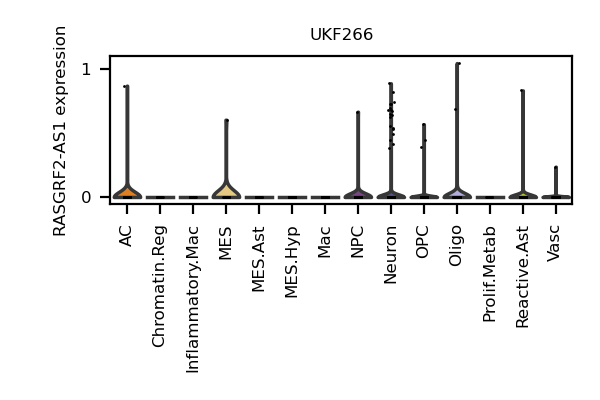 UKF266
RASGRF2-AS1 expression
1
0
AC
Chromatin.Reg
Inflammatory.Mac
MES
MES.Ast
MES.Hyp
Mac
NPC
Neuron
OPC
Oligo
Prolif.Metab
Reactive.Ast
Vasc